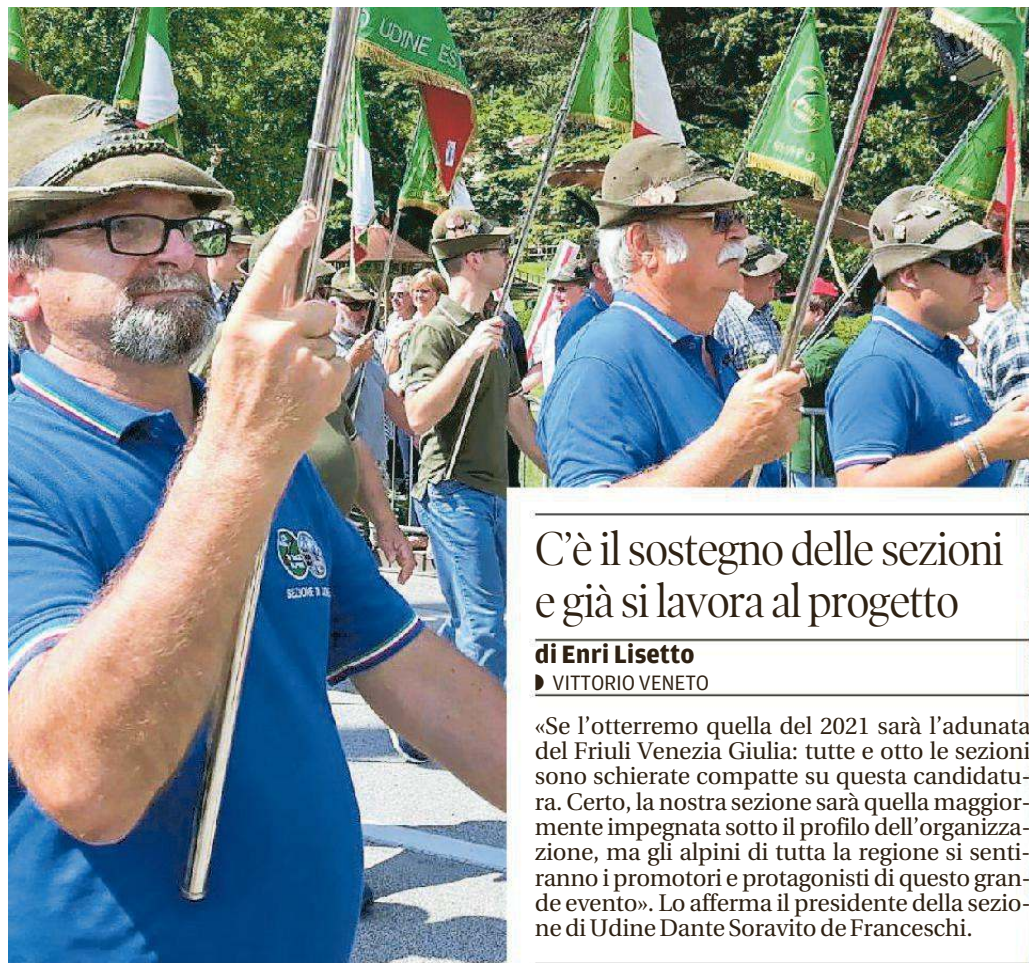 UDINE EST
SEZIONE DI UDINE
C’è il sostegno delle sezioni
e già si lavora al progetto
di Enri Lisetto
◗ VITTORIO VENETO
«Se l’otterremo quella del 2021 sarà l’adunata
del Friuli Venezia Giulia: tutte e otto le sezioni
sono schierate compatte su questa candidatu-
ra. Certo, la nostra sezione sarà quella maggior-
mente impegnata sotto il profilo dell’organizza-
zione, ma gli alpini di tutta la regione si senti-
ranno i promotori e protagonisti di questo gran-
de evento». Lo afferma il presidente della sezio-
ne di Udine Dante Soravito de Franceschi.